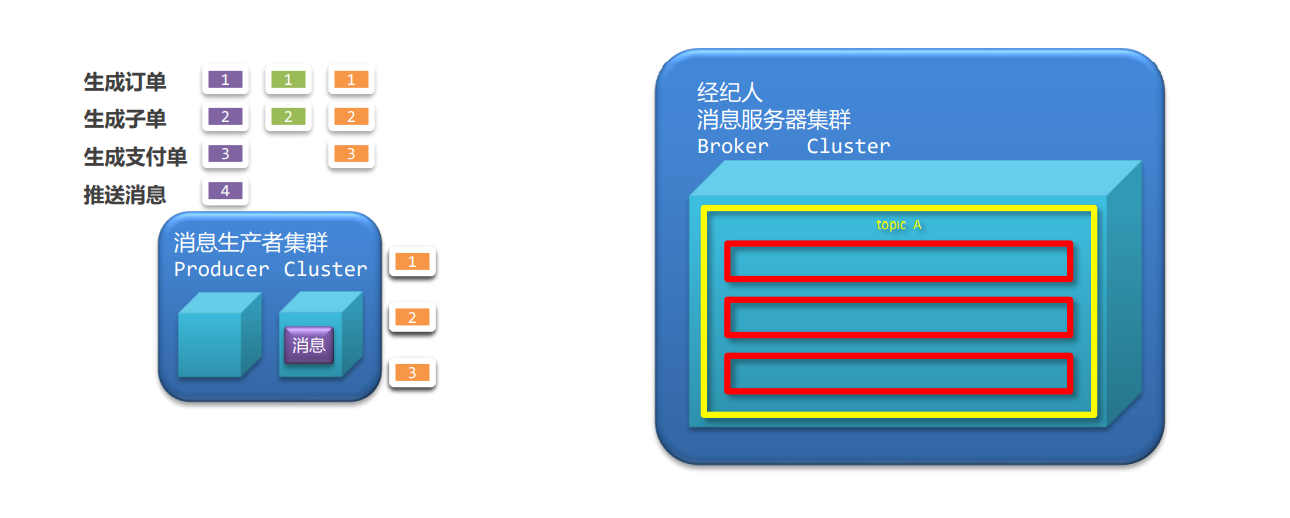 生成订单 1 1 1
生成子单 2 2 2
生成支付单 3 3
推送消息 4
消息生产者集群
Producer Cluster
消息
1
2
3
经纪人
消息服务器集群
Broker Cluster
topic A